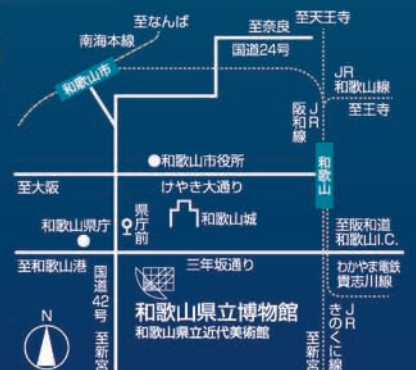 至なんば
南海本線
和歌山市
至奈良
国道24号
至天王寺
JR
和歌山線
至王寺
JR
阪和線
和歌山
和歌山市役所
けやき大通り
至大阪
県庁前
和歌山城
和歌山県庁
至阪和道
和歌山I.C.
至和歌山港
三年坂通り
わかやま電鉄
貴志川線
国道42号
至新宮
和歌山県立博物館
和歌山県立近代美術館
JR
きのくに線
至新宮
N